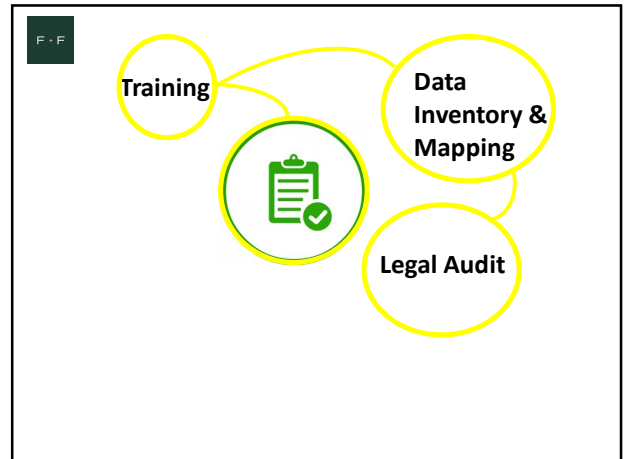 F + F
Training
Data
Inventory &
Mapping
Legal Audit